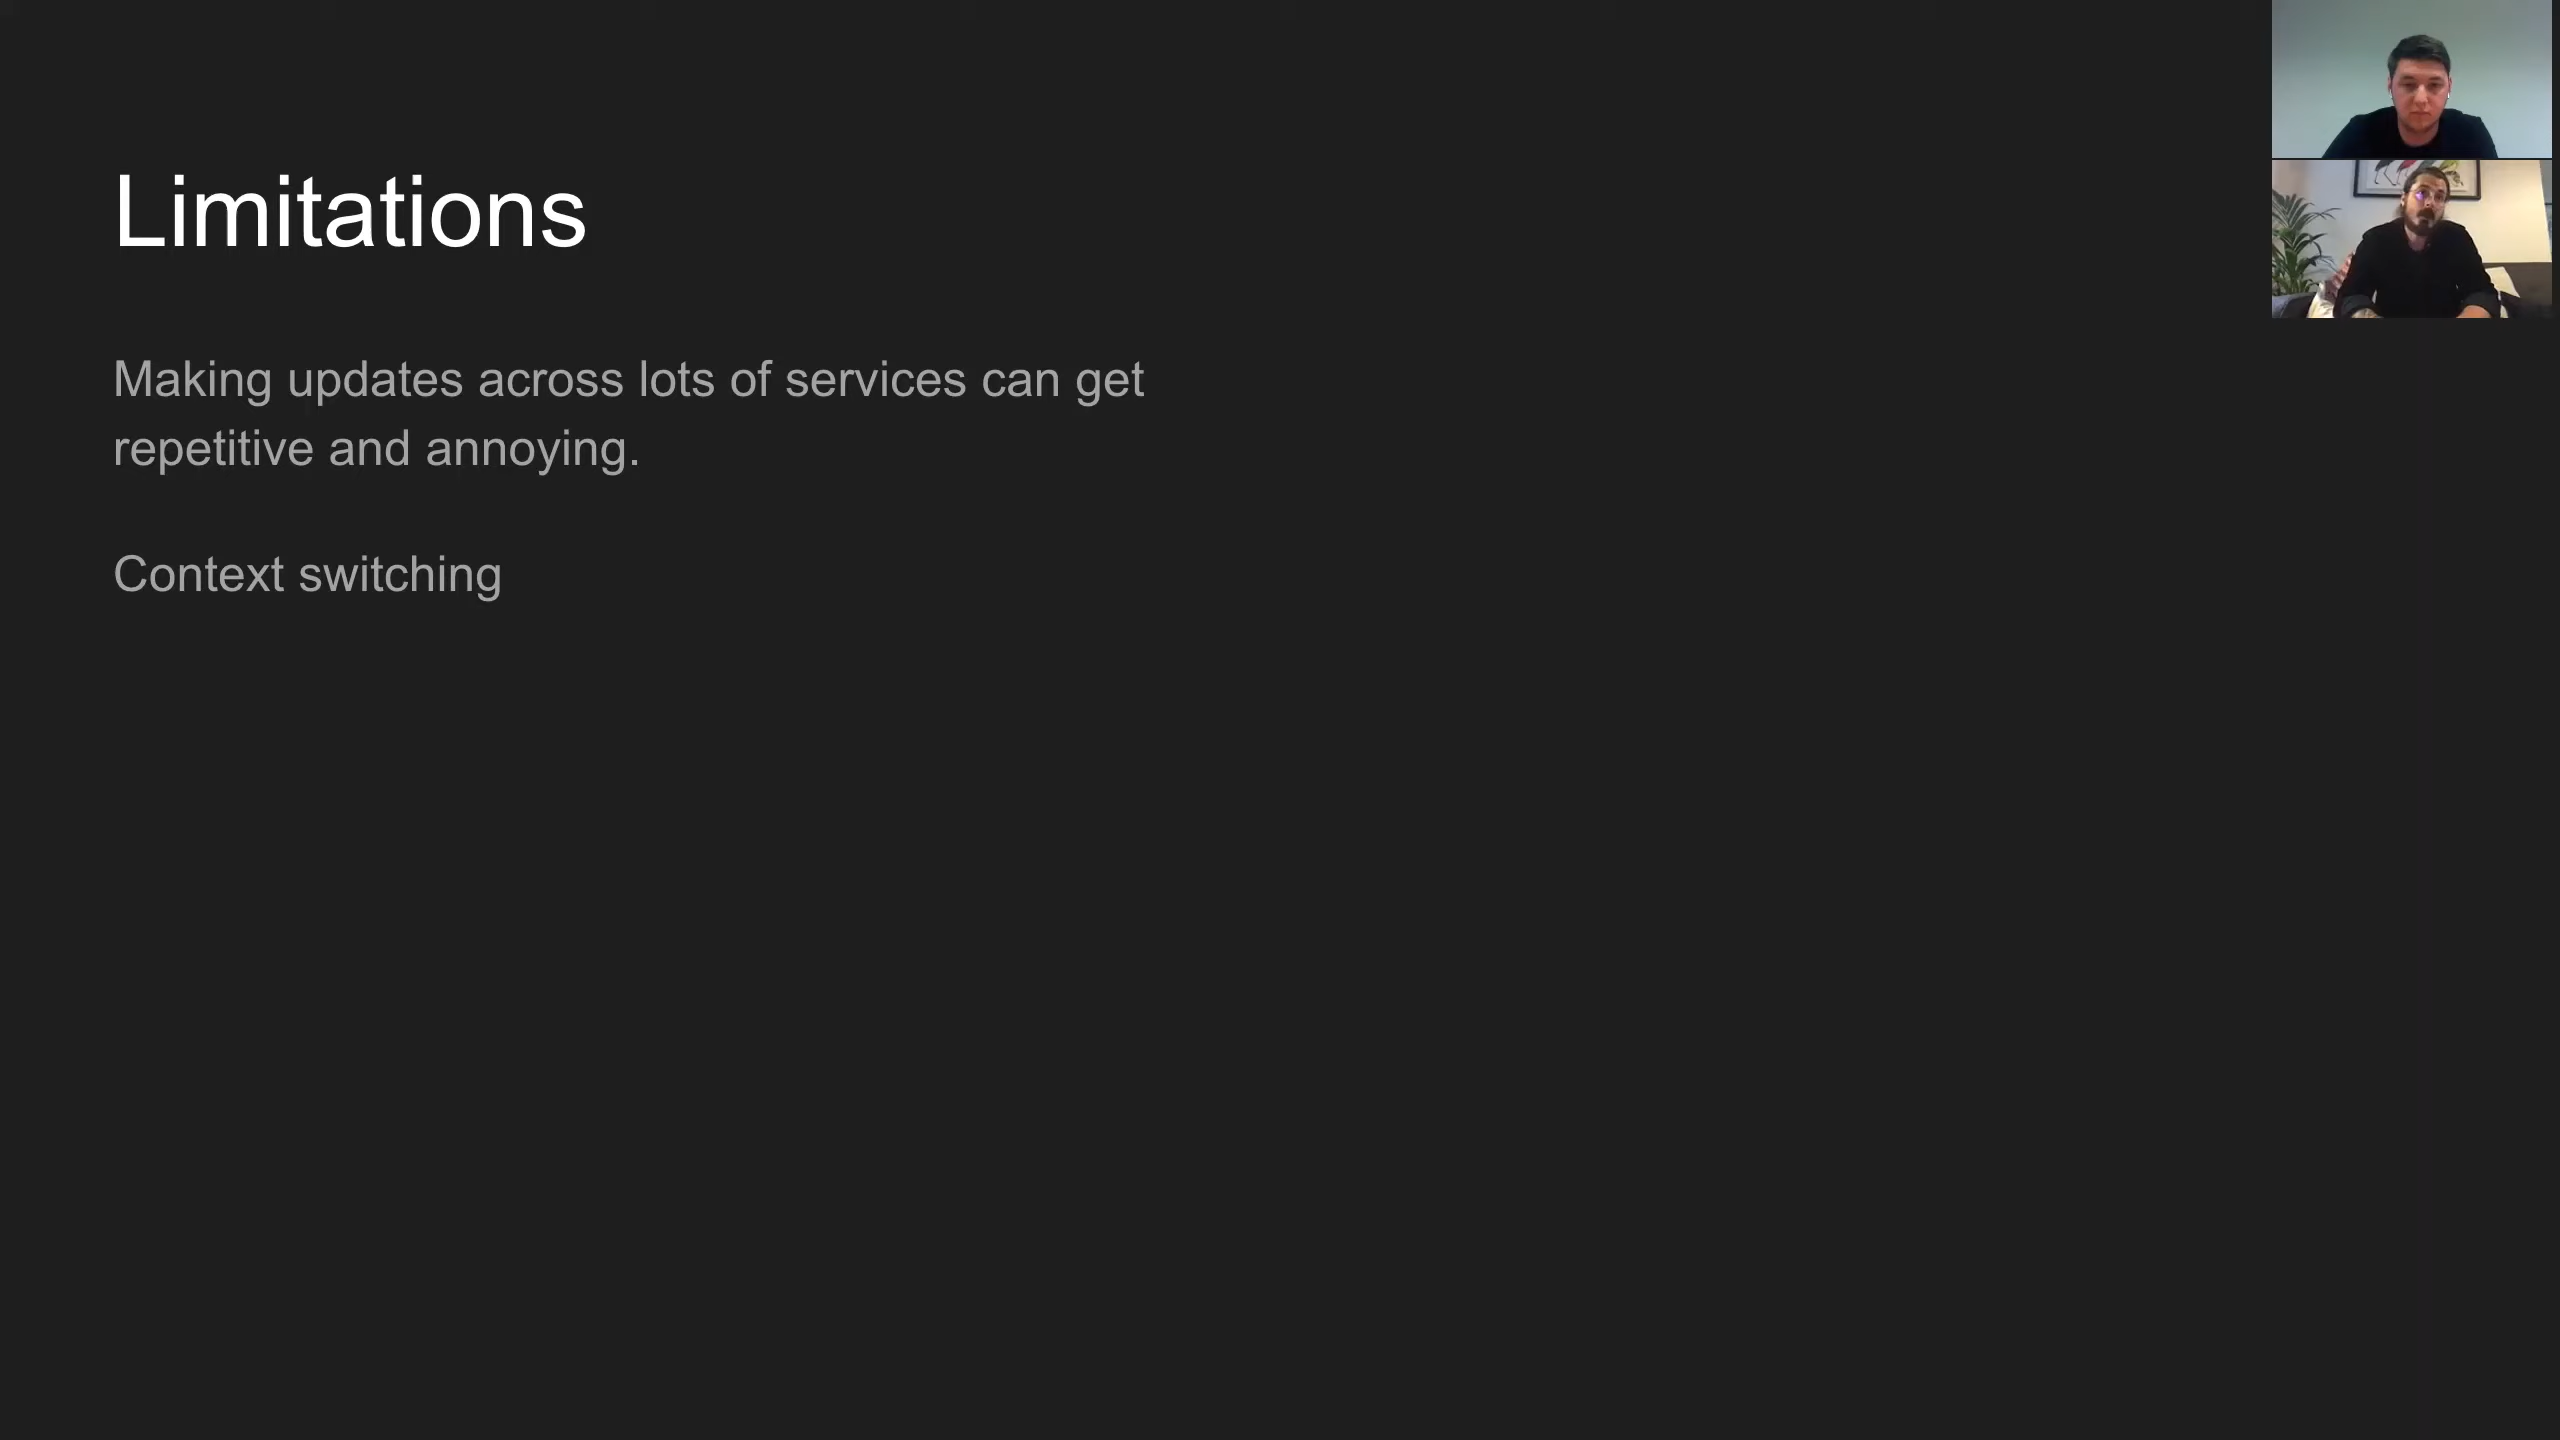 Limitations
Making updates across lots of services can get
repetitive and annoying.
Context switching